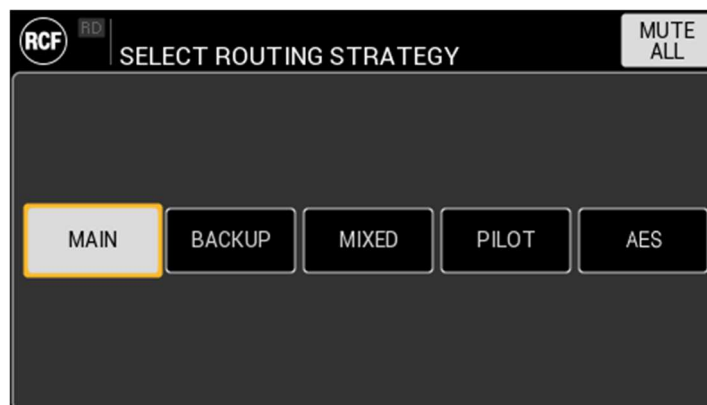 RCF RD
SELECT ROUTING STRATEGY
MUTE
ALL
MAIN BACKUP MIXED PILOT AES